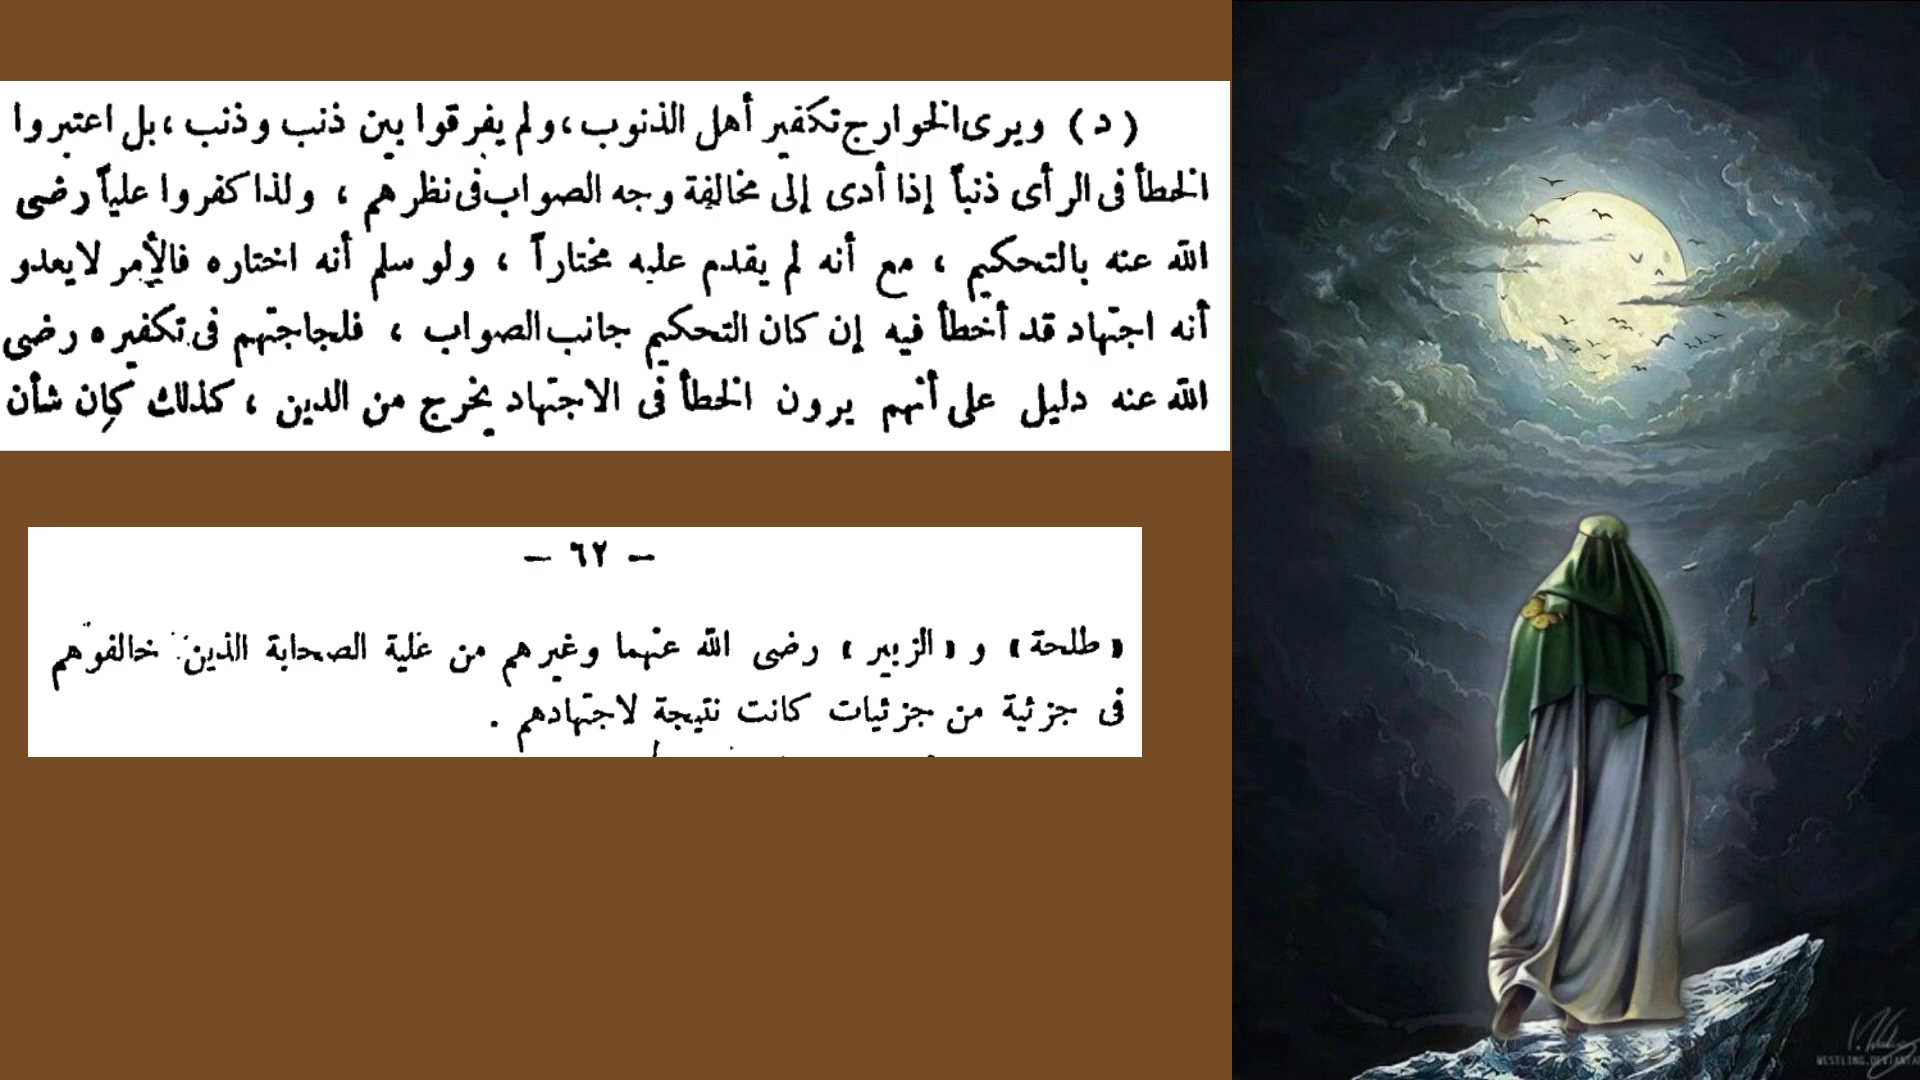 (د) ويرى الخوارج تكفير أهل الذنوب، ولم يفرقوا بين ذنب وذنب، بل اعتبروا
الخطأ فى الرأى ذنباً إذا أدى إلى مخالفة وجه الصواب فى نظرهم ، ولذا كفروا علياً رضى
الله عنه بالتحكيم ، مع أنه لم يقدم عليه مختاراً ، ولو سلم أنه اختاره فالأمر لا يعدو
أنه اجتهاد قد أخطأ فيه إن كان التحكيم جانب الصواب ، فلجاجتهم فى تكفيره رضى
الله عنه دليل على أنهم يرون الخطأ فى الاجتهاد يخرج من الدين ، كذلك كان شأن
— ٦٢ —
« طلحة » و « الزبير » رضى الله عنهما وغيرهم من علية الصحابة الذين خالفوهم
فى جزئية من جزئيات كانت نتيجة لاجتهادهم .